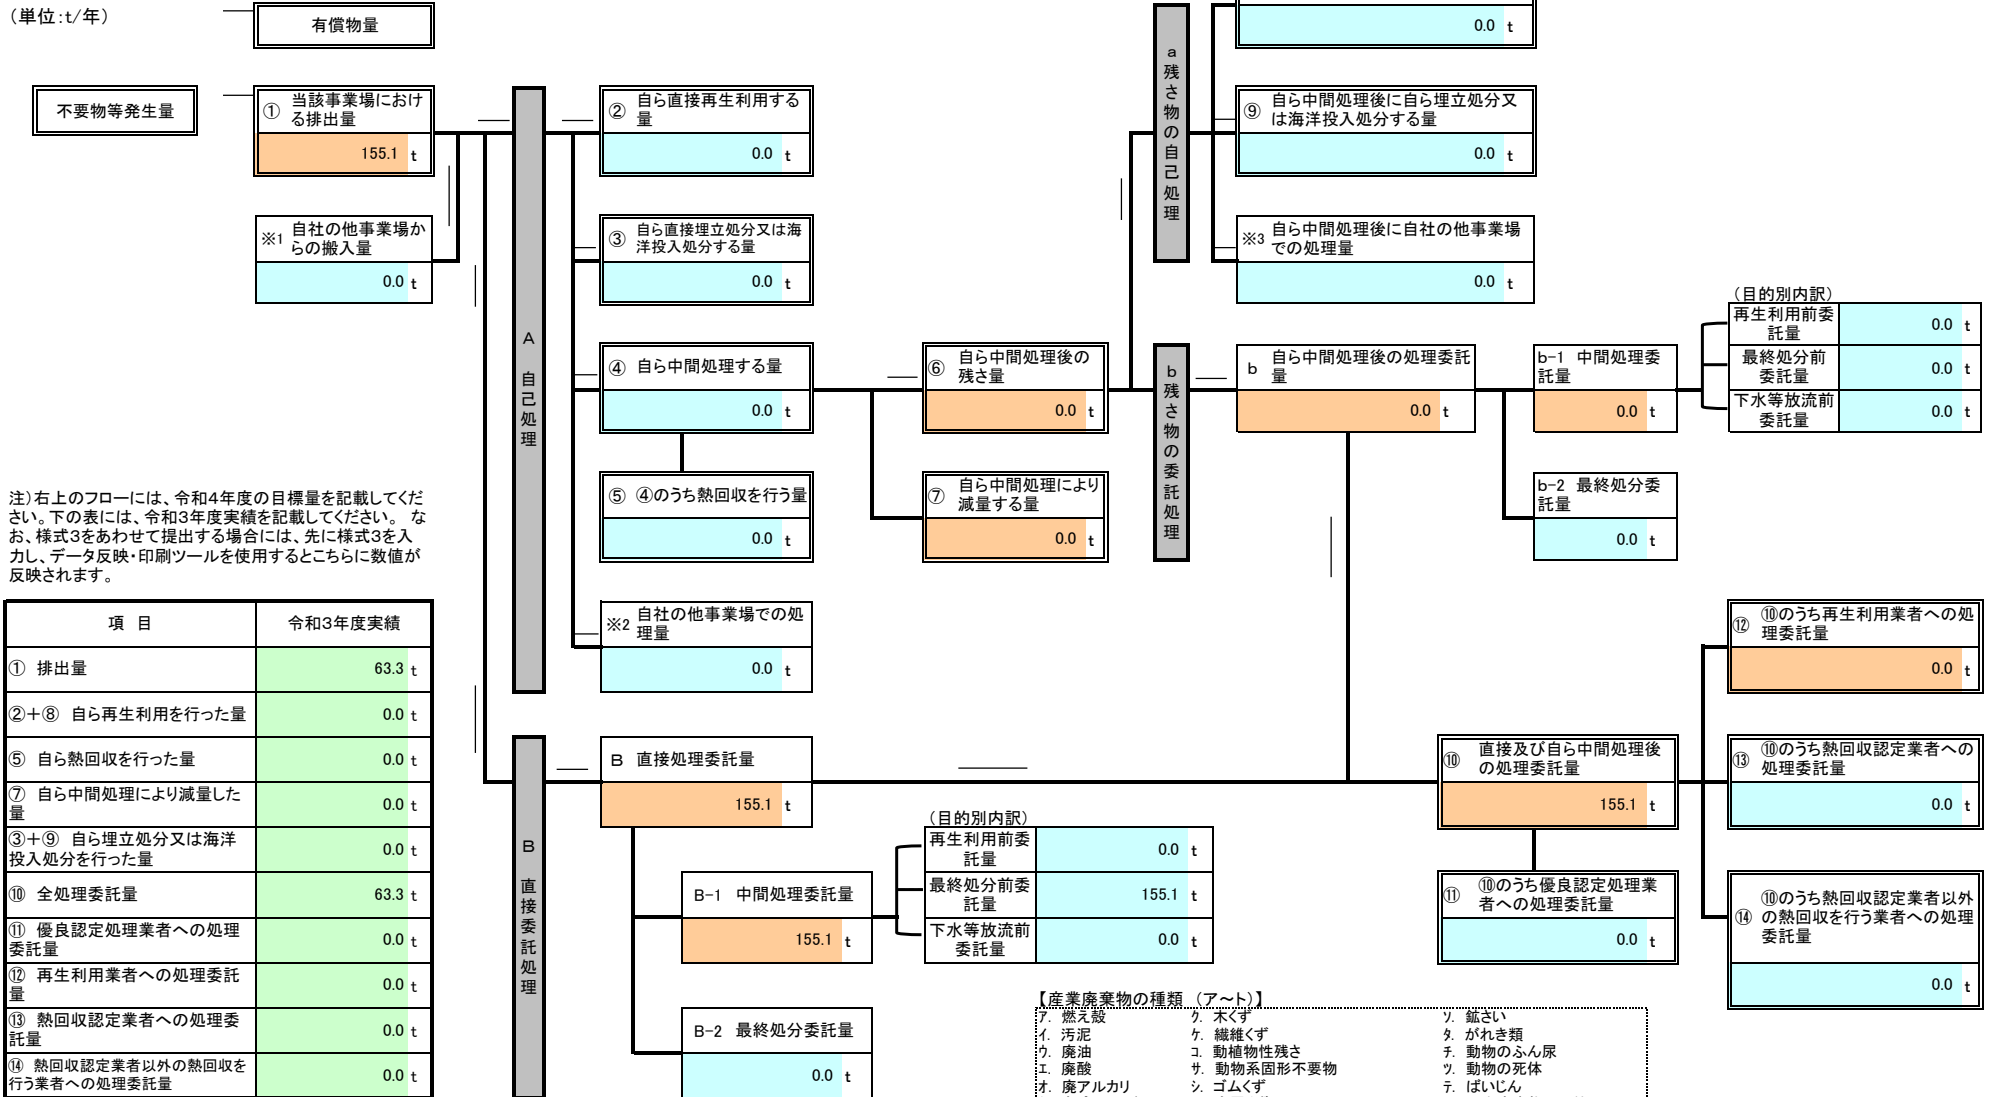 （単位:t/年）
有償物量
0.0 t
不要物等発生量
① 当該事業場におけ
る排出量
155.1 t
※1 自社の他事業場か
らの搬入量
0.0 t
A 自己処理
② 自ら直接再生利用する
量
0.0 t
③ 自ら直接埋立処分又は海
洋投入処分する量
0.0 t
④ 自ら中間処理する量
0.0 t
⑤ ④のうち熱回収を行う量
0.0 t
※2 自社の他事業場での処
理量
0.0 t
⑥ 自ら中間処理後の
残さ量
0.0 t
⑦ 自ら中間処理により
減量する量
0.0 t
a 残さ物の自己処理
⑨ 自ら中間処理後に自ら埋立処分又
は海洋投入処分する量
0.0 t
※3 自ら中間処理後に自社の他事業場
での処理量
0.0 t
b 残さ物の委託処理
b 自ら中間処理後の処理委託
量
0.0 t
b-1 中間処理委
託量
0.0 t
b-2 最終処分委
託量
0.0 t
（目的別内訳）
再生利用前委
託量
0.0 t
最終処分前
委託量
0.0 t
下水等放流前
委託量
0.0 t
注）右上のフローには、令和4年度の目標量を記載してくだ
さい。下の表には、令和3年度実績を記載してください。 な
お、様式3をあわせて提出する場合には、先に様式3を入
力し、データ反映・印刷ツールを使用するとこちらに数値が
反映されます。
項 目 令和3年度実績
① 排出量 63.3 t
②＋⑧ 自ら再生利用を行った量 0.0 t
⑤ 自ら熱回収を行った量 0.0 t
⑦ 自ら中間処理により減量した
量 0.0 t
③＋⑨ 自ら埋立処分又は海洋
投入処分を行った量 0.0 t
⑩ 全処理委託量 63.3 t
⑪ 優良認定処理業者への処理
委託量 0.0 t
⑫ 再生利用業者への処理委託
量 0.0 t
⑬ 熱回収認定業者への処理委
託量 0.0 t
⑭ 熱回収認定業者以外の熱回収を
行う業者への処理委託量 0.0 t
B 直接委託処理
B 直接処理委託量
155.1 t
B-1 中間処理委託量
155.1 t
B-2 最終処分委託量
0.0 t
（目的別内訳）
再生利用前委
託量
0.0 t
最終処分前委
託量
155.1 t
下水等放流前
委託量
0.0 t
⑩ 直接及び自ら中間処理後
の処理委託量
155.1 t
⑪ ⑩のうち優良認定処理業
者への処理委託量
0.0 t
⑫ ⑩のうち再生利用業者への処
理委託量
0.0 t
⑬ ⑩のうち熱回収認定業者への
処理委託量
0.0 t
⑭ ⑩のうち熱回収認定業者以外
の熱回収を行う業者への処理
委託量
0.0 t
【産業廃棄物の種類 （ア～ト）】
ア. 燃え殻 ク. 木くず ソ. 鉱さい
イ. 汚泥 ケ. 繊維くず タ. がれき類
ウ. 廃油 コ. 動植物性残さ チ. 動物のふん尿
エ. 廃酸 サ. 動物系固形不要物 ツ. 動物の死体
オ. 廃アルカリ シ. ゴムくず テ. ばいじん